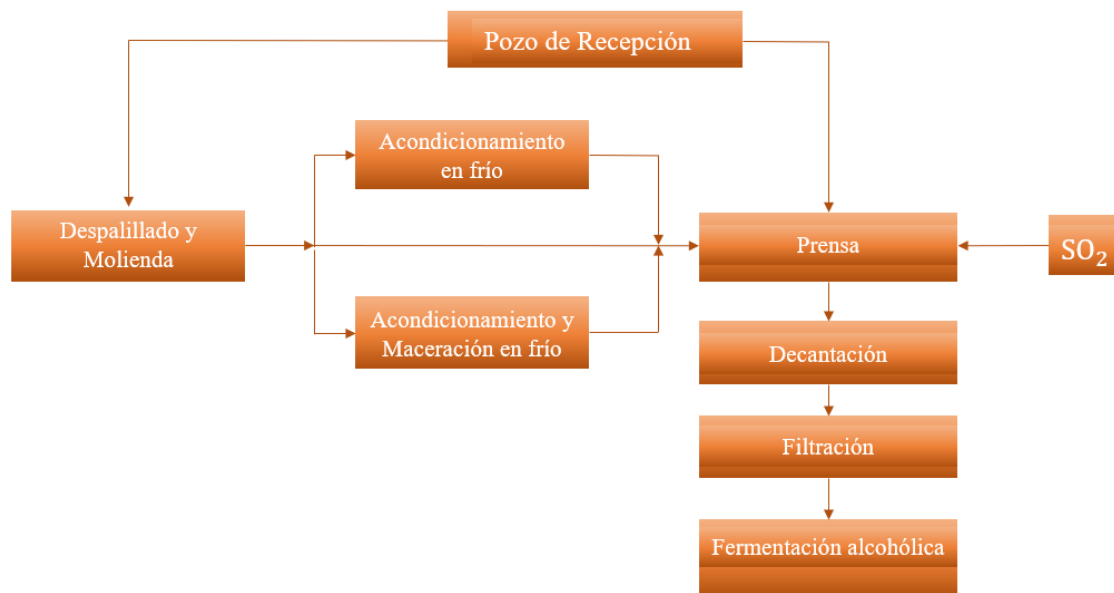 Pozo de Recepción
Acondicionamiento
en frío
Despalillado y
Molienda
Prensa
SO₂
Acondicionamiento y
Maceración en frío
Decantación
Filtración
Fermentación alcohólica